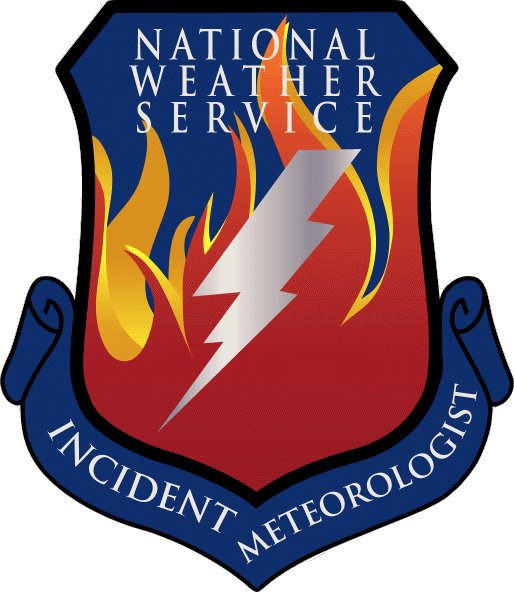 NATIONAL
WEATHER
SERVICE
INCIDENT METEOROLOGIST